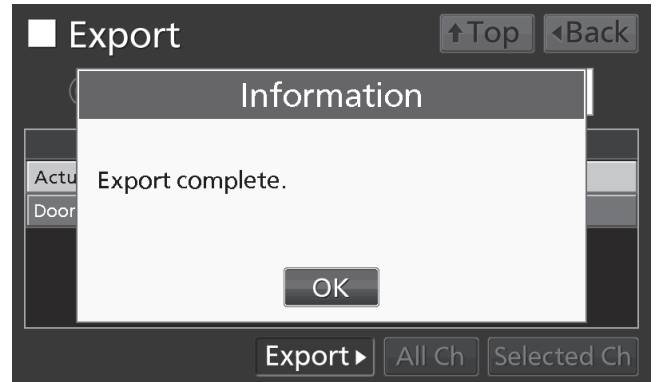 Export
↑Top ◂Back
Information
Actu
Export complete.
Door
OK
Export▸ All Ch Selected Ch